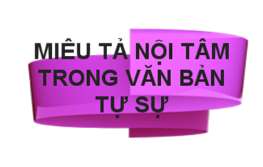 MIÊU TẢ NỘI TÂM
TRONG VĂN BẢN
TỰ SỰ